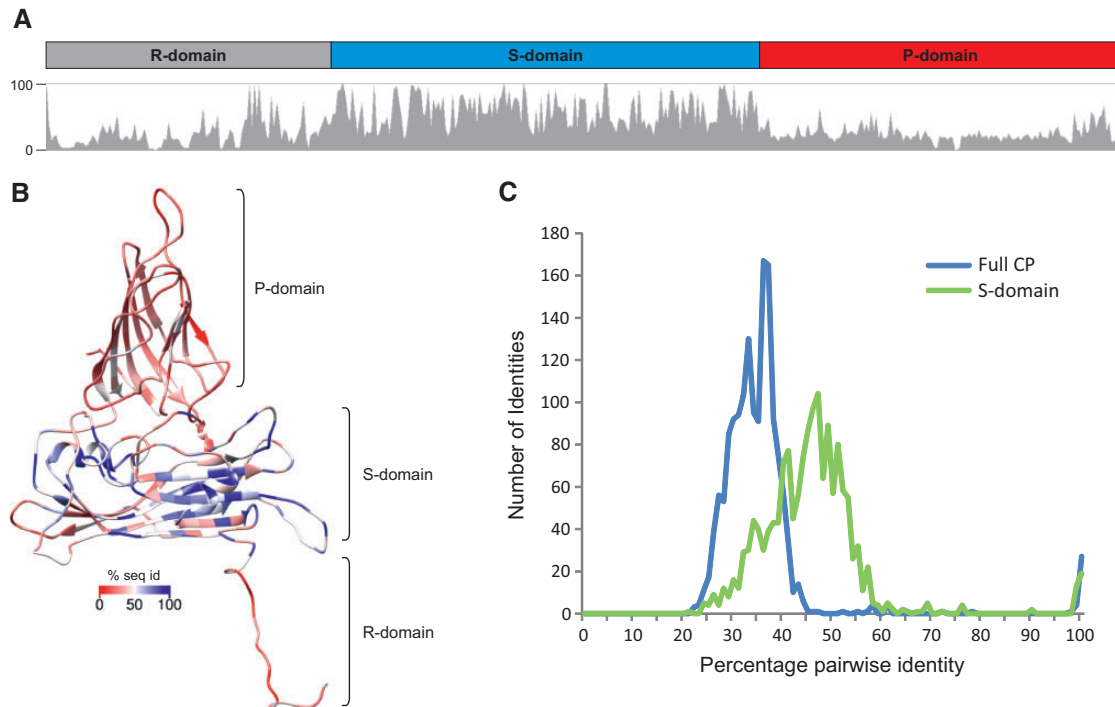 A
R-domain
S-domain
P-domain
100
0
B
P-domain
S-domain
R-domain
% seq id
0 50 100
C
Number of Identities
180
160
140
120
100
80
60
40
20
0
Full CP
S-domain
0 10 20 30 40 50 60 70 80 90 100
Percentage pairwise identity